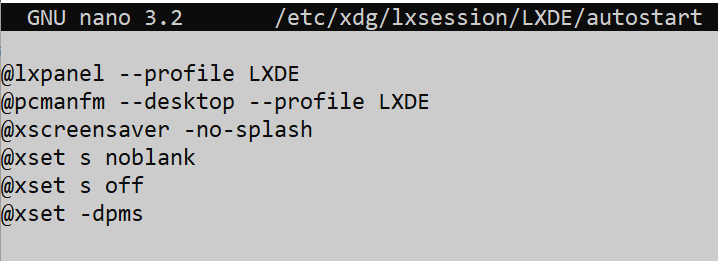 GNU nano 3.2 /etc/xdg/lxsession/LXDE/autostart
@lxpanel --profile LXDE
@pcmanfm --desktop --profile LXDE
@xscreensaver -no-splash
@xset s noblank
@xset s off
@xset -dpms